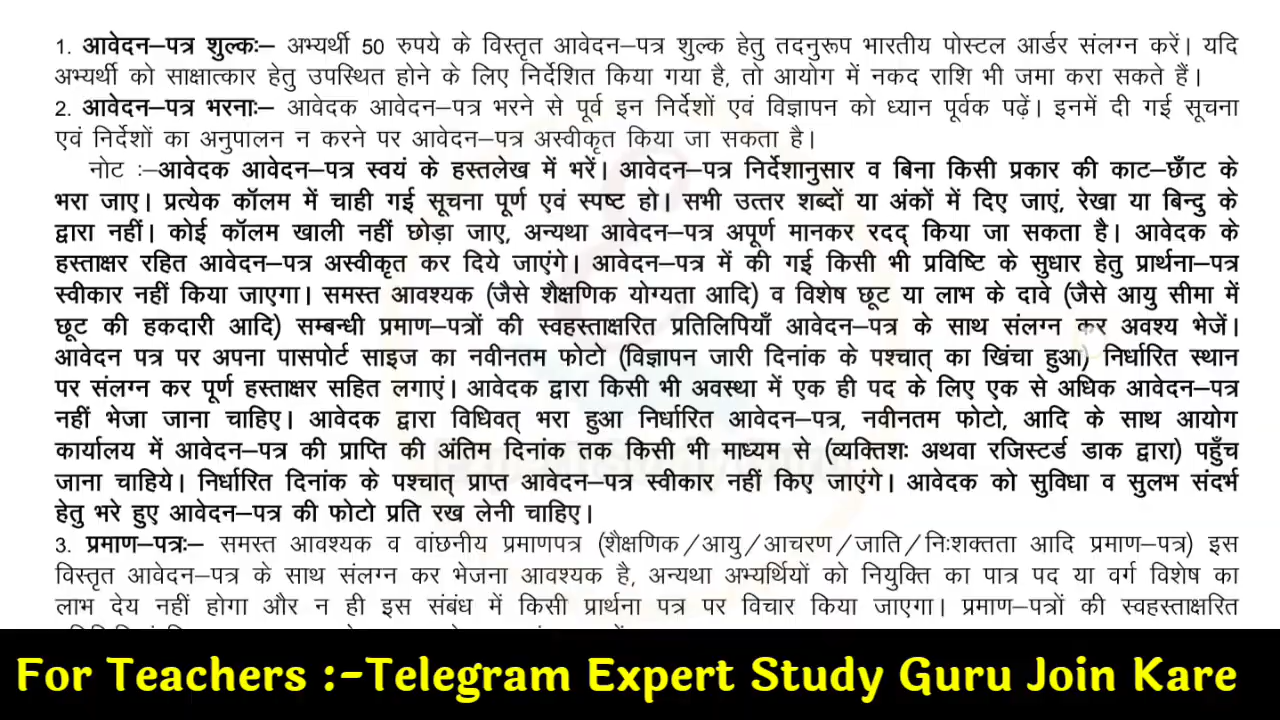 1. आवेदन–पत्र शुल्कः– अभ्यर्थी 50 रुपये के विस्तृत आवेदन–पत्र शुल्क हेतु तदनुरूप भारतीय पोस्टल आर्डर संलग्न करें। यदि
अभ्यर्थी को साक्षात्कार हेतु उपस्थित होने के लिए निर्देशित किया गया है, तो आयोग में नकद राशि भी जमा करा सकते हैं।
2. आवेदन–पत्र भरनाः– आवेदक आवेदन–पत्र भरने से पूर्व इन निर्देशों एवं विज्ञापन को ध्यान पूर्वक पढ़ें। इनमें दी गई सूचना
एवं निर्देशों का अनुपालन न करने पर आवेदन–पत्र अस्वीकृत किया जा सकता है।
नोट :–आवेदक आवेदन–पत्र स्वयं के हस्तलेख में भरें। आवेदन–पत्र निर्देशानुसार व बिना किसी प्रकार की काट–छाँट के
भरा जाए। प्रत्येक कॉलम में चाही गई सूचना पूर्ण एवं स्पष्ट हो। सभी उत्तर शब्दों या अंकों में दिए जाएं, रेखा या बिन्दु के
द्वारा नहीं। कोई कॉलम खाली नहीं छोड़ा जाए, अन्यथा आवेदन–पत्र अपूर्ण मानकर रदद् किया जा सकता है। आवेदक के
हस्ताक्षर रहित आवेदन–पत्र अस्वीकृत कर दिये जाएंगे। आवेदन–पत्र में की गई किसी भी प्रविष्टि के सुधार हेतु प्रार्थना–पत्र
स्वीकार नहीं किया जाएगा। समस्त आवश्यक (जैसे शैक्षणिक योग्यता आदि) व विशेष छूट या लाभ के दावे (जैसे आयु सीमा में
छूट की हकदारी आदि) सम्बन्धी प्रमाण–पत्रों की स्वहस्ताक्षरित प्रतिलिपियाँ आवेदन–पत्र के साथ संलग्न कर अवश्य भेजें।
आवेदन पत्र पर अपना पासपोर्ट साइज का नवीनतम फोटो (विज्ञापन जारी दिनांक के पश्चात् का खिंचा हुआ) निर्धारित स्थान
पर संलग्न कर पूर्ण हस्ताक्षर सहित लगाएं। आवेदक द्वारा किसी भी अवस्था में एक ही पद के लिए एक से अधिक आवेदन–पत्र
नहीं भेजा जाना चाहिए। आवेदक द्वारा विधिवत् भरा हुआ निर्धारित आवेदन–पत्र, नवीनतम फोटो, आदि के साथ आयोग
कार्यालय में आवेदन–पत्र की प्राप्ति की अंतिम दिनांक तक किसी भी माध्यम से (व्यक्तिशः अथवा रजिस्टर्ड डाक द्वारा) पहुँच
जाना चाहिये। निर्धारित दिनांक के पश्चात् प्राप्त आवेदन–पत्र स्वीकार नहीं किए जाएंगे। आवेदक को सुविधा व सुलभ संदर्भ
हेतु भरे हुए आवेदन–पत्र की फोटो प्रति रख लेनी चाहिए।
3. प्रमाण–पत्रः– समस्त आवश्यक व वांछनीय प्रमाणपत्र (शैक्षणिक/आयु/आचरण/जाति/निःशक्तता आदि प्रमाण–पत्र) इस
विस्तृत आवेदन–पत्र के साथ संलग्न कर भेजना आवश्यक है, अन्यथा अभ्यर्थियों को नियुक्ति का पात्र पद या वर्ग विशेष का
लाभ देय नहीं होगा और न ही इस संबंध में किसी प्रार्थना पत्र पर विचार किया जाएगा। प्रमाण–पत्रों की स्वहस्ताक्षरित
For Teachers :–Telegram Expert Study Guru Join Kare